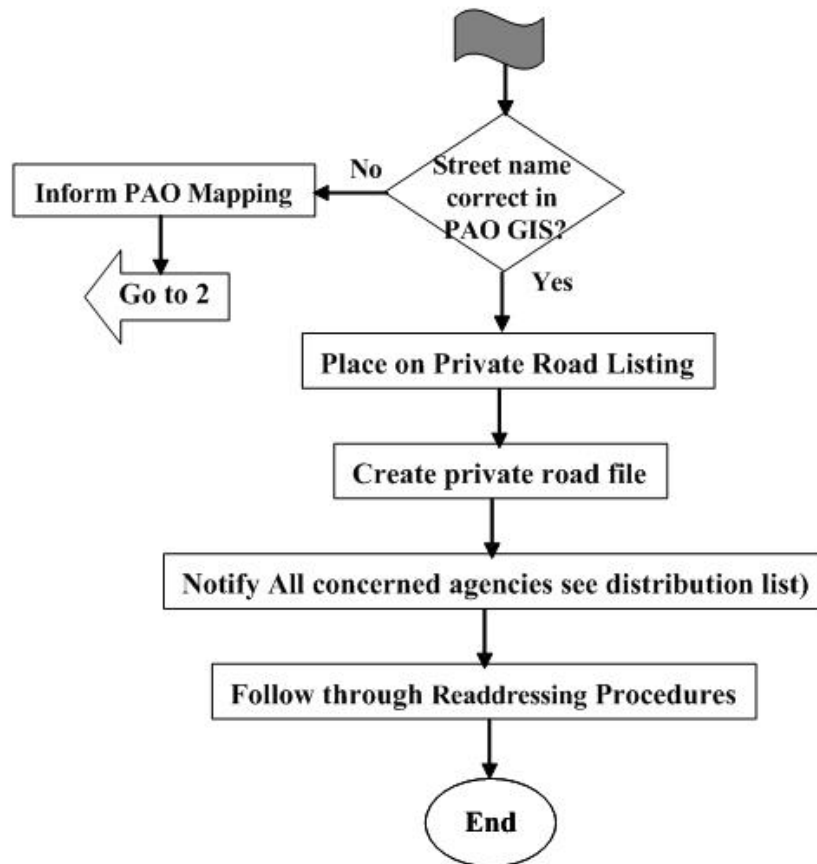 Street name
correct in
PAO GIS?
No
Inform PAO Mapping
Go to 2
Yes
Place on Private Road Listing
Create private road file
Notify All concerned agencies see distribution list)
Follow through Readdressing Procedures
End